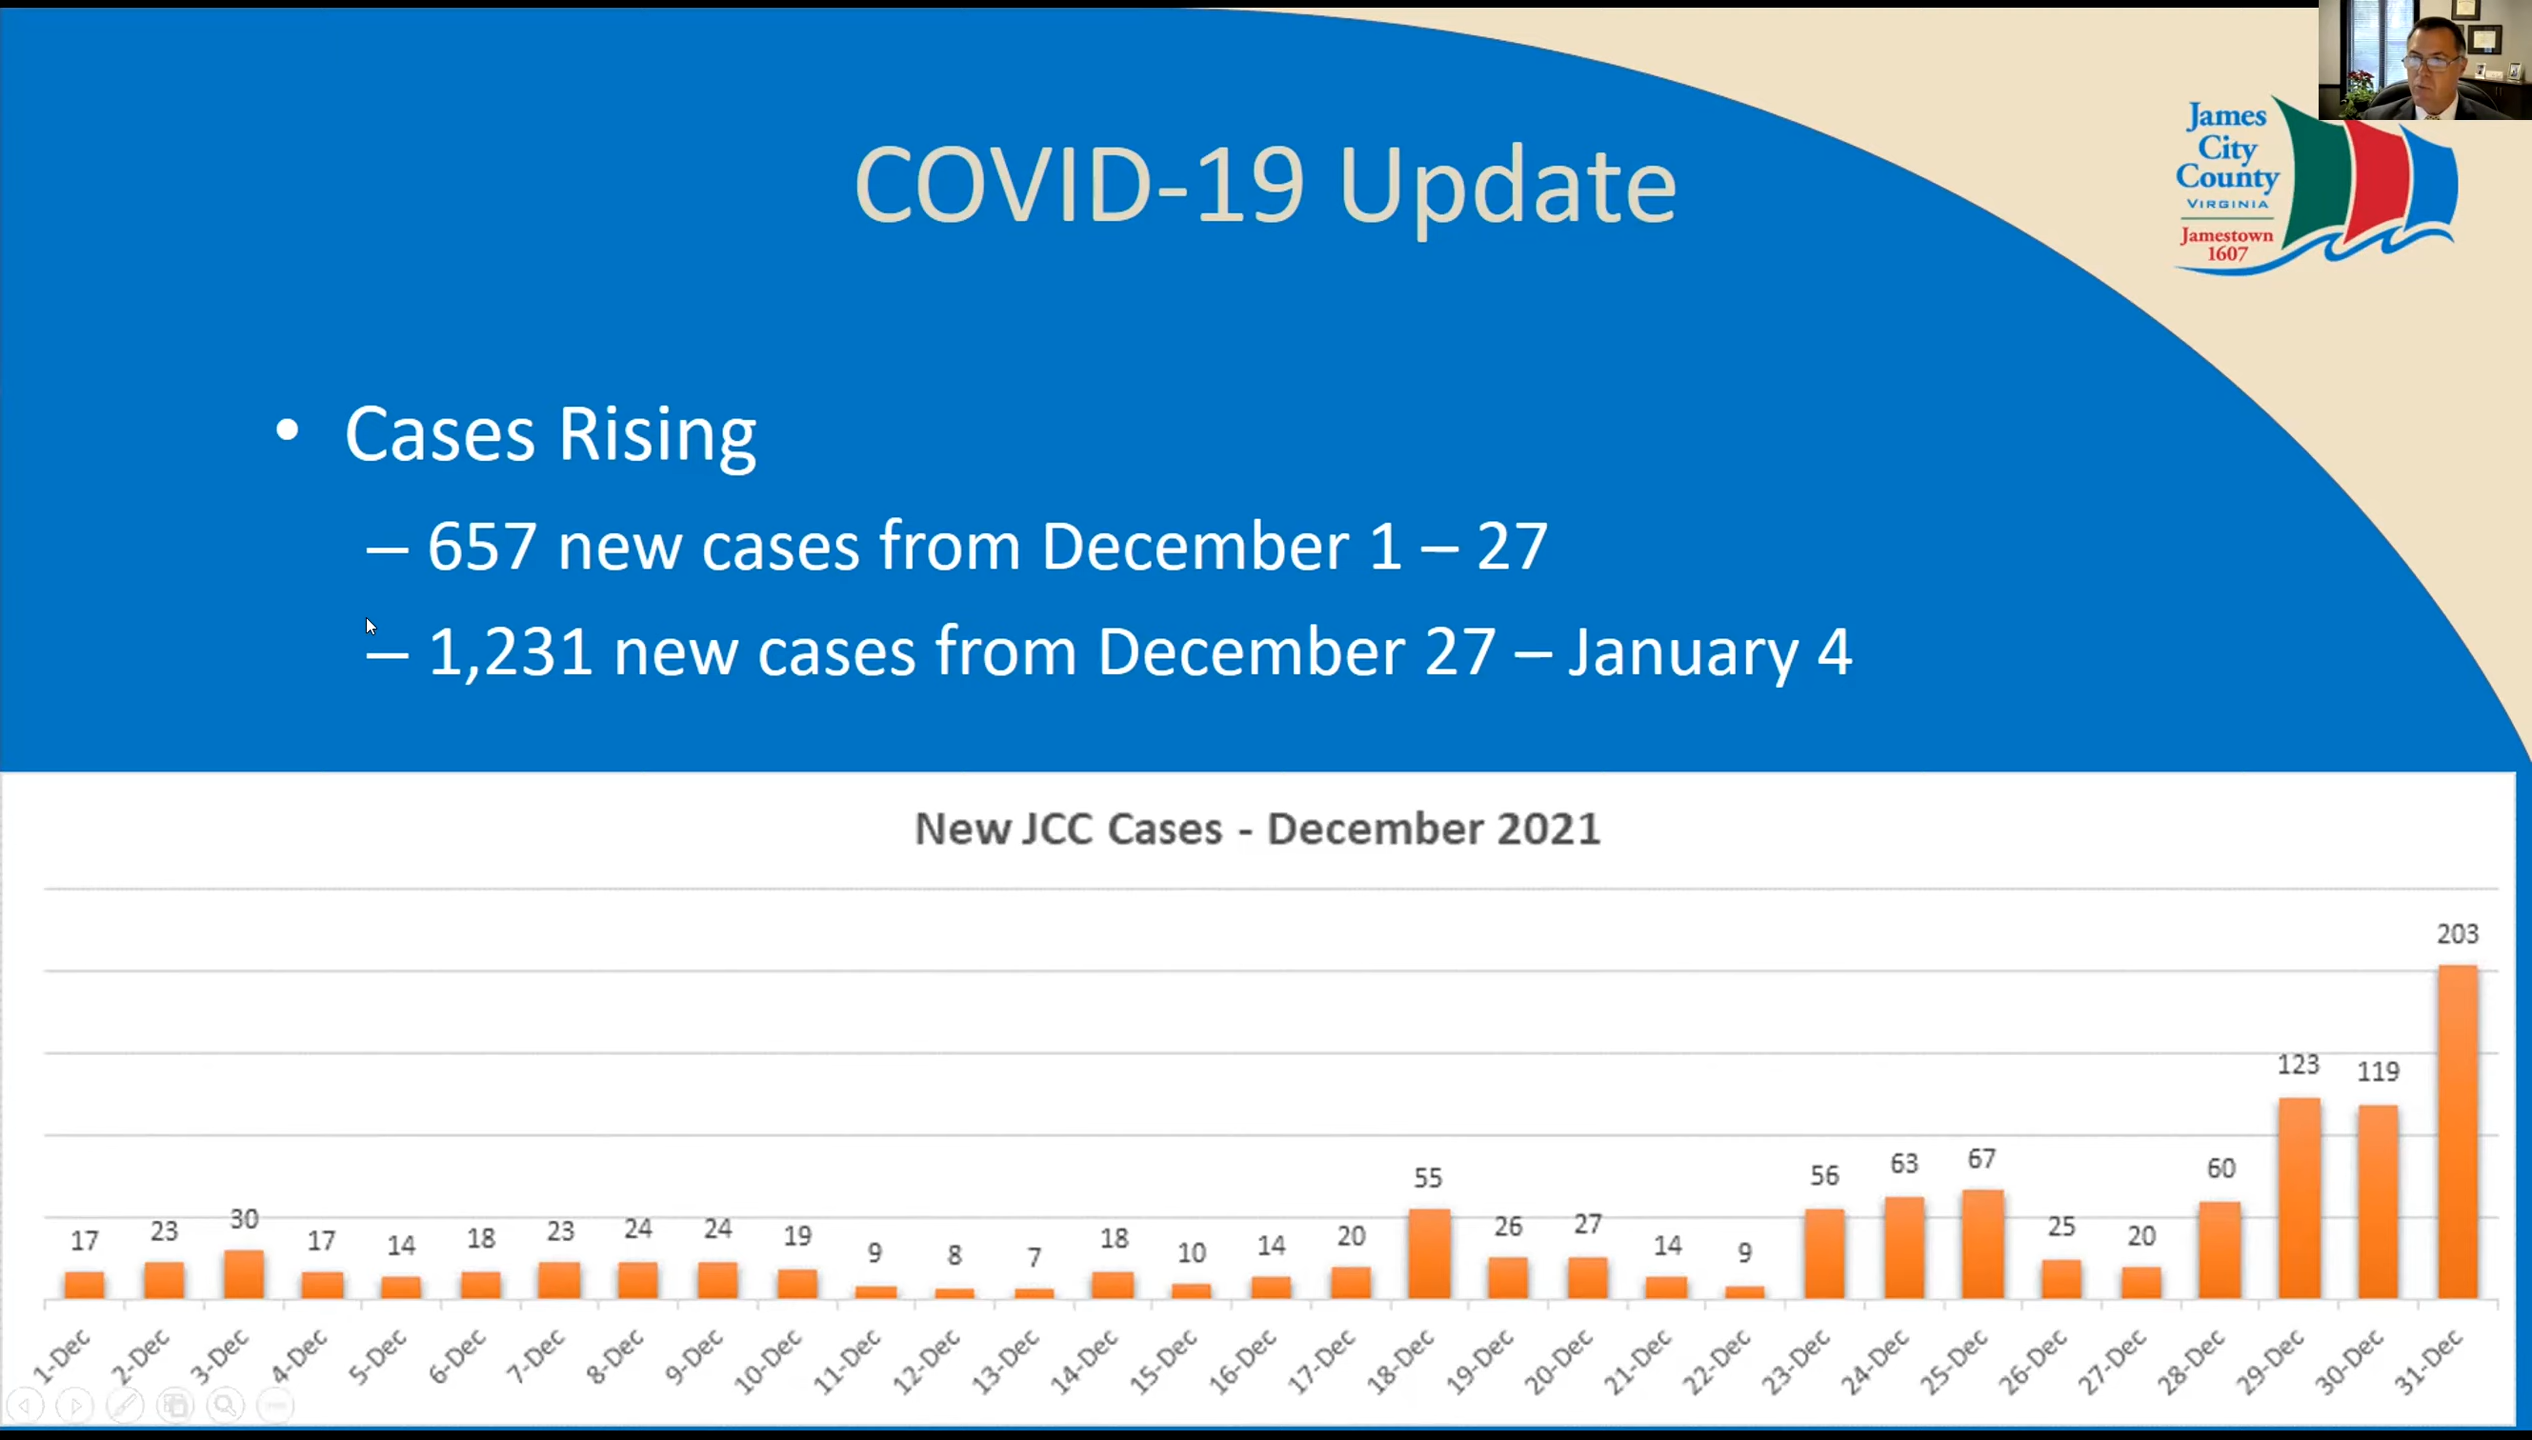 COVID-19 Update
James
City
County
VIRGINIA
Jamestown
1607
• Cases Rising
– 657 new cases from December 1 – 27
– 1,231 new cases from December 27 – January 4
New JCC Cases - December 2021
17 23 30 17 14 18 23 24 24 19 9 8 7 18 10 14 20 55 26 27 14 9 56 63 67 25 20 60 123 119 203
1-Dec 2-Dec 3-Dec 4-Dec 5-Dec 6-Dec 7-Dec 8-Dec 9-Dec 10-Dec 11-Dec 12-Dec 13-Dec 14-Dec 15-Dec 16-Dec 17-Dec 18-Dec 19-Dec 20-Dec 21-Dec 22-Dec 23-Dec 24-Dec 25-Dec 26-Dec 27-Dec 28-Dec 29-Dec 30-Dec 31-Dec